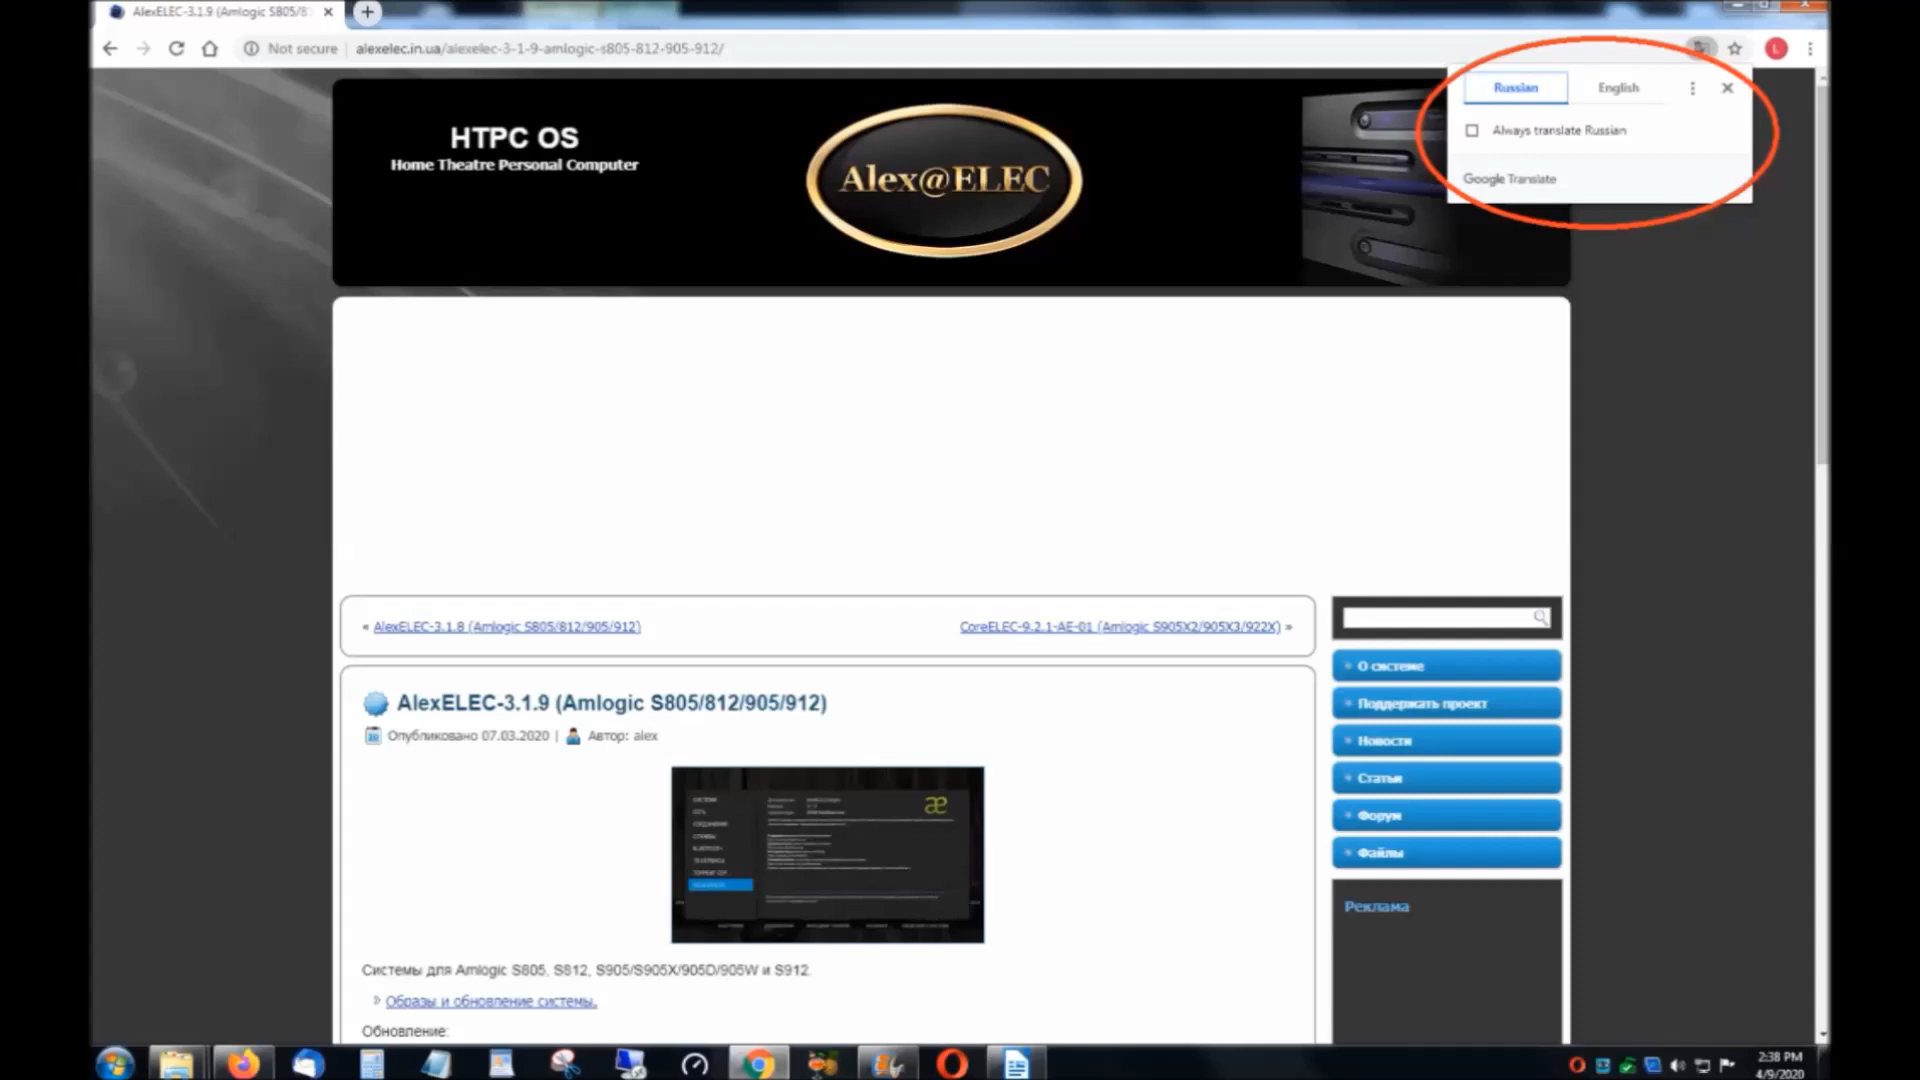 AlexELEC-3.1.9 (Amlogic S805/8
Not secure
alexelec.in.ua/alexelec-3-1-9-amlogic-s805-812-905-912/
L
Russian
English
Always translate Russian
Google Translate
HTPC OS
Home Theatre Personal Computer
Alex@ELEC
« AlexELEC-3.1.8 (Amlogic S805/812/905/912)
CoreELEC-9.2.1-AE-01 (Amlogic S905X2/905X3/922X) »
AlexELEC-3.1.9 (Amlogic S805/812/905/912)
Опубликовано 07.03.2020 | Автор: alex
О системе
Поддержать проект
Новости
Статьи
Форум
Файлы
Реклама
Системы для Amlogic S805, S812, S905/S905X/905D/905W и S912.
Образы и обновление системы.
Обновление:
2:38 PM
4/9/2020